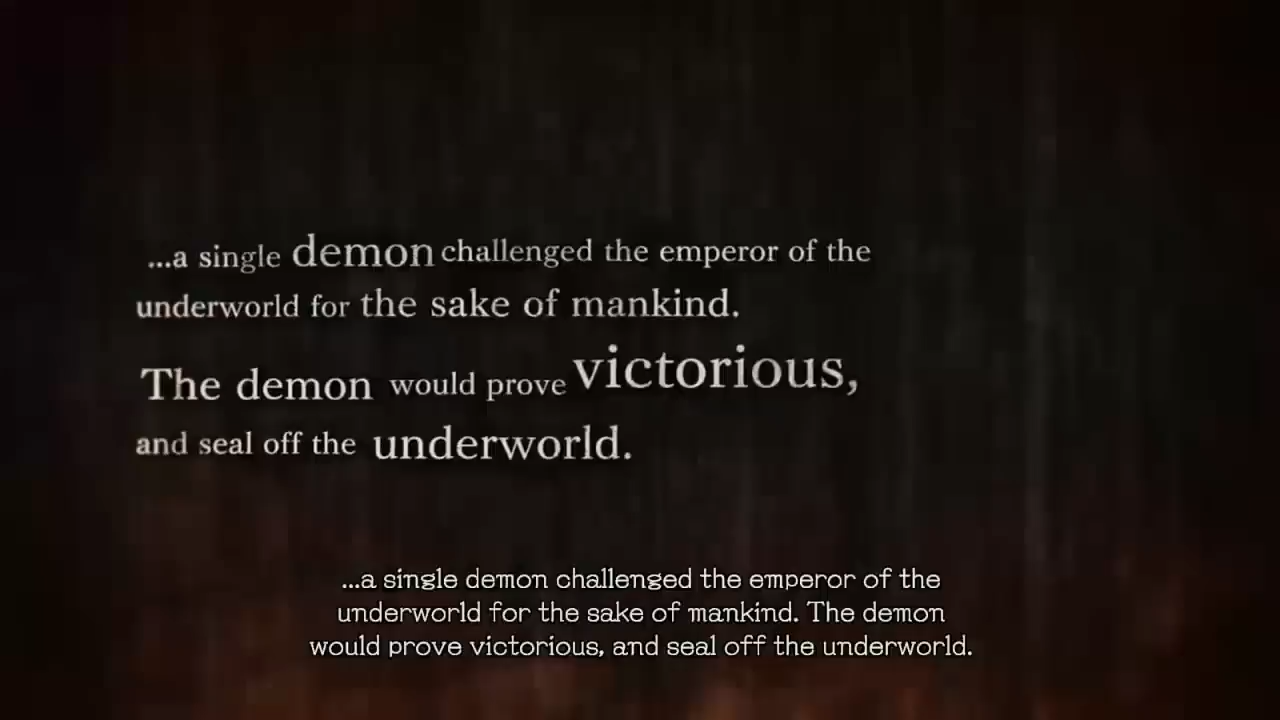 ...a single demon challenged the emperor of the
underworld for the sake of mankind.
The demon would prove victorious,
and seal off the underworld.
...a single demon challenged the emperor of the
underworld for the sake of mankind. The demon
would prove victorious, and seal off the underworld.